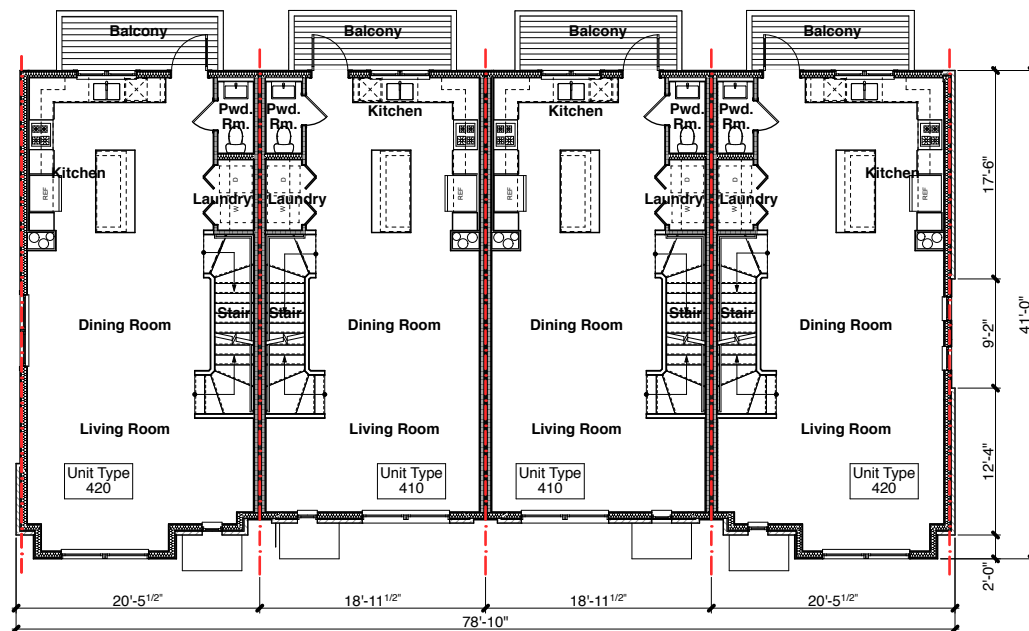 Balcony Balcony Balcony Balcony
Pwd. Rm. Pwd. Rm. Pwd. Rm. Pwd. Rm.
Kitchen Kitchen
Kitchen Kitchen
REF REF REF REF
D D D D
Laundry Laundry Laundry Laundry
W W W W
Stair Stair Stair Stair
Dining Room Dining Room Dining Room Dining Room
Living Room Living Room Living Room Living Room
Unit Type 420
Unit Type 410
Unit Type 410
Unit Type 420
17'-6"
9'-2"
41'-0"
12'-4"
2'-0"
20'-5 1/2" 18'-11 1/2" 18'-11 1/2" 20'-5 1/2"
78'-10"